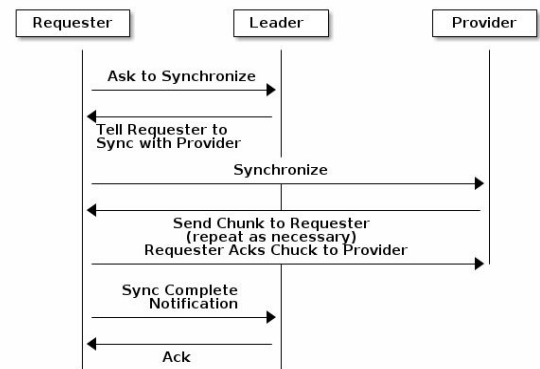 Requester Leader Provider
Ask to Synchronize
Tell Requester to
Sync with Provider
Synchronize
Send Chunk to Requester
(repeat as necessary)
Requester Acks Chuck to Provider
Sync Complete
Notification
Ack